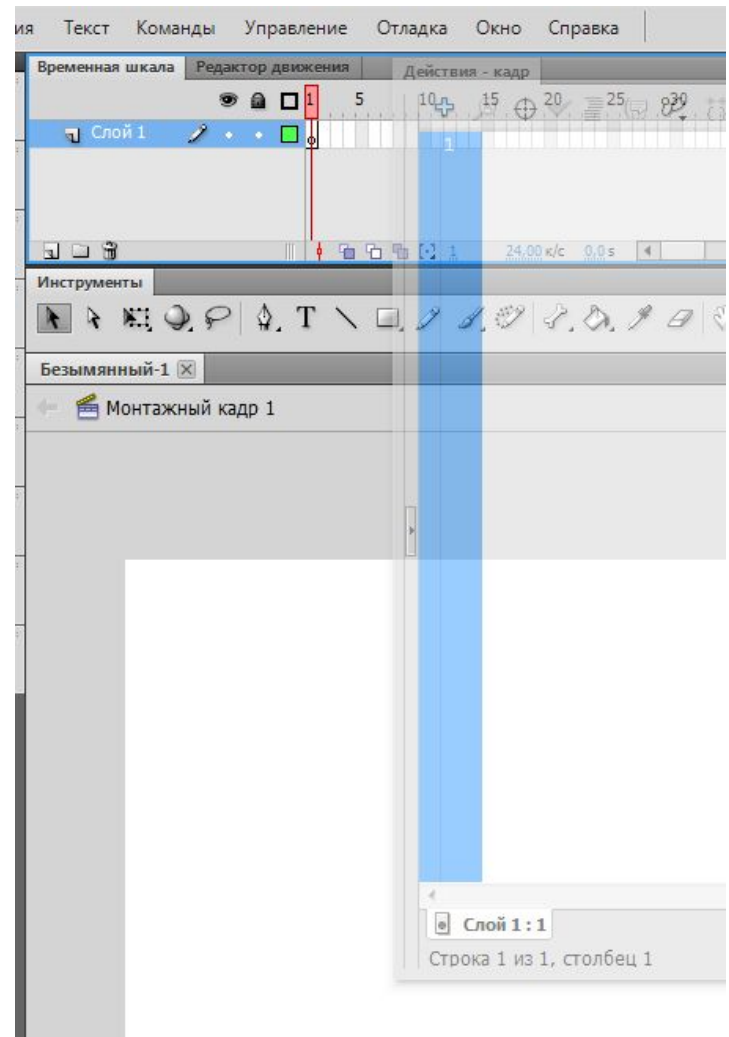 ия Текст Команды Управление Отладка Окно Справка
Временная шкала Редактор движения Действия - кадр
1 5 10 15 20 25 30
Слой 1
1
1 24,00 к/с 0,0 s
Инструменты
T
Безымянный-1
Монтажный кадр 1
Слой 1 : 1
Строка 1 из 1, столбец 1